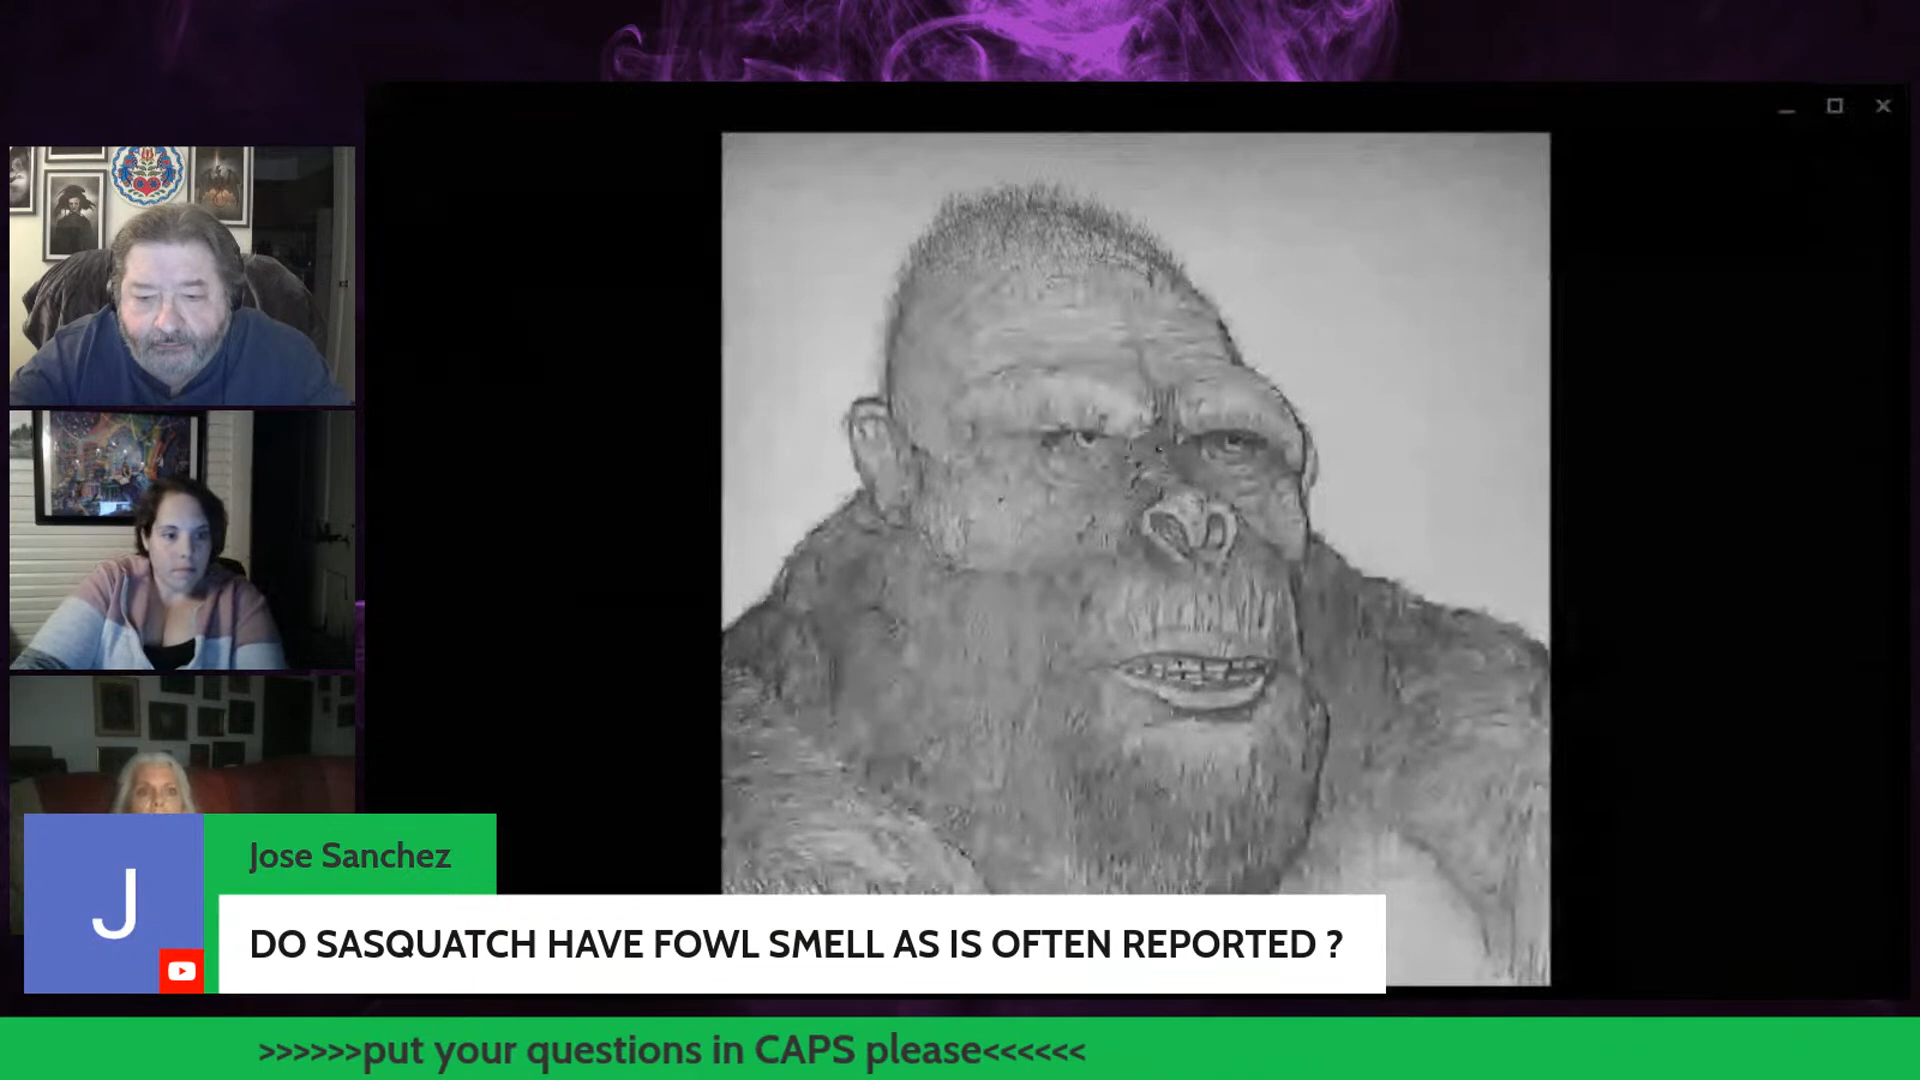 Jose Sanchez
J
DO SASQUATCH HAVE FOWL SMELL AS IS OFTEN REPORTED ?
>>>>>>put your questions in CAPS please<<<<<<